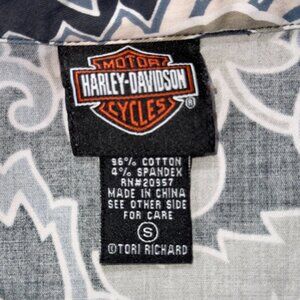 MOTOR
HARLEY-DAVIDSON
CYCLES®
96% COTTON
4% SPANDEX
RN#20957
MADE IN CHINA
SEE OTHER SIDE
FOR CARE
S
©TORI RICHARD